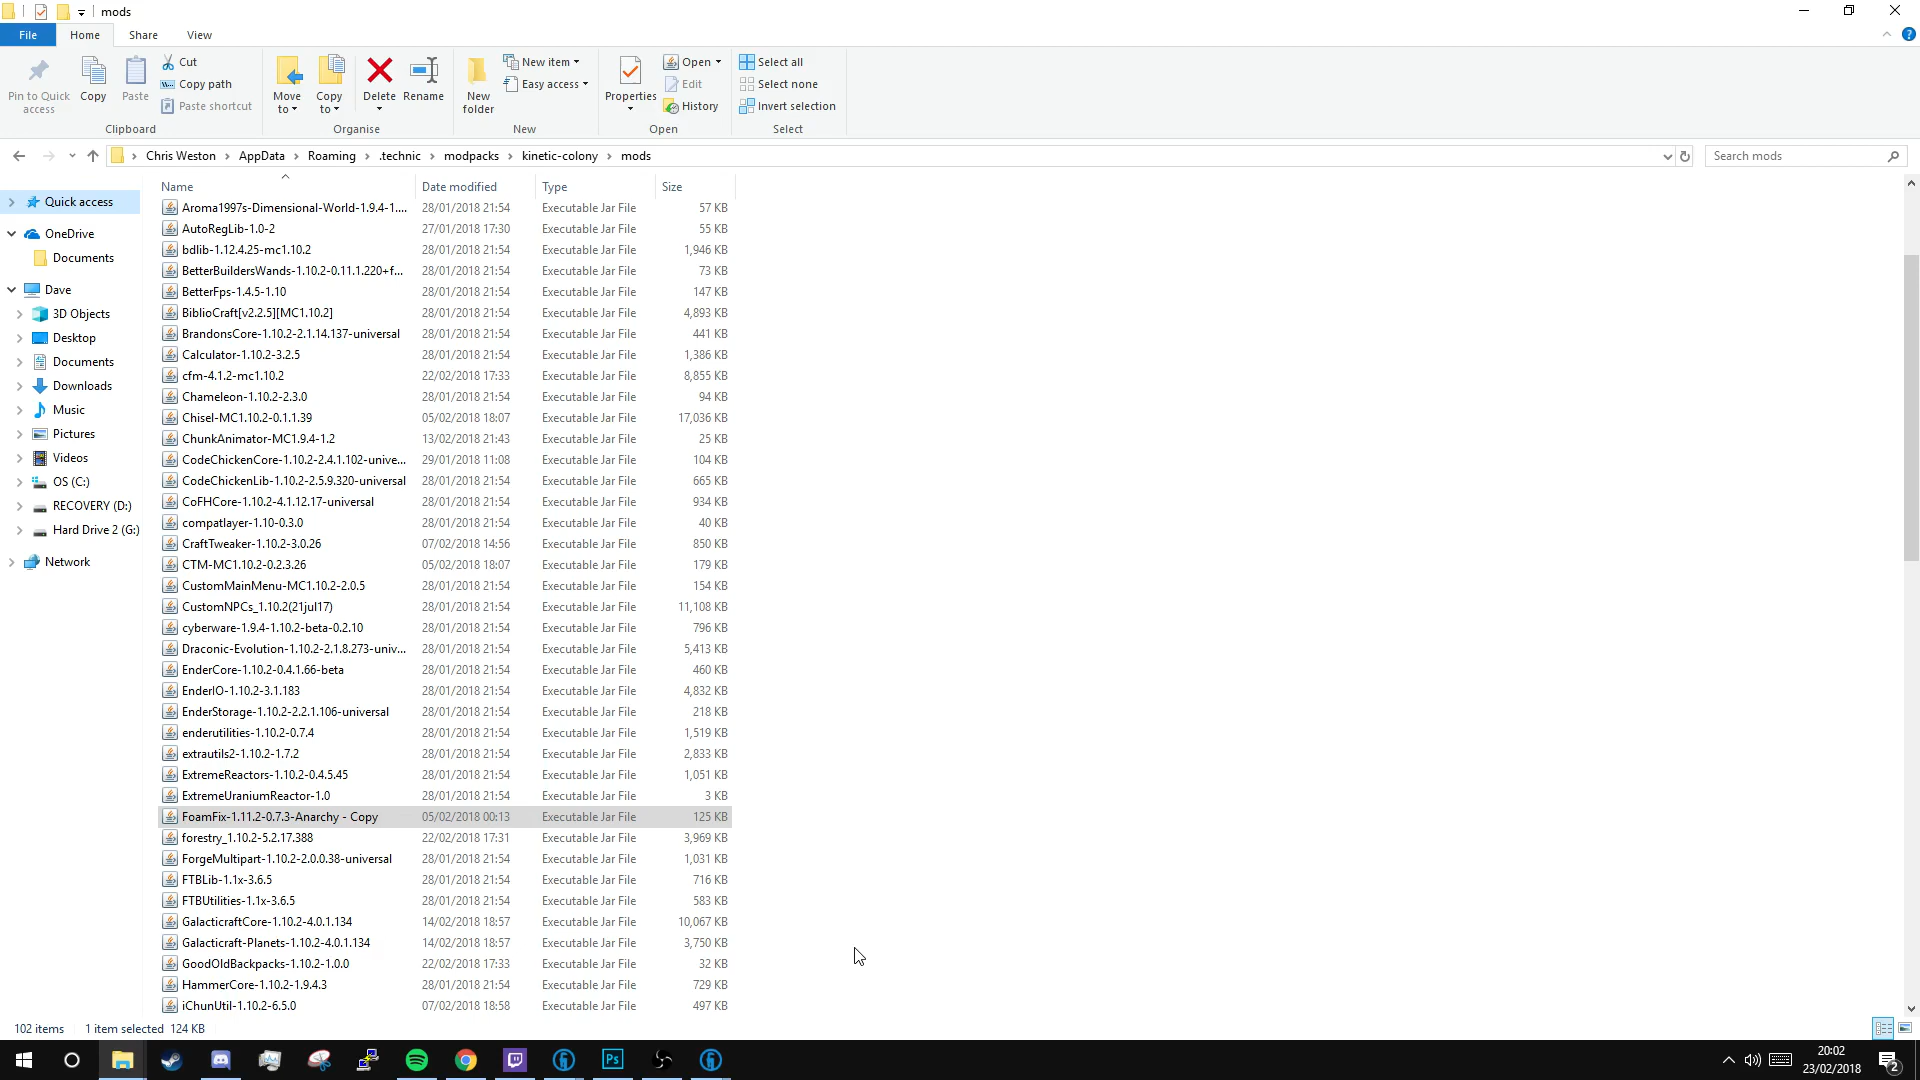 mods
File Home Share View
Pin to Quick access
Copy
Paste
Cut
Copy path
Paste shortcut
Clipboard
Move to
Copy to
Delete
Rename
Organise
New folder
New item
Easy access
New
Properties
Open
Edit
History
Open
Select all
Select none
Invert selection
Select
Chris Weston > AppData > Roaming > .technic > modpacks > kinetic-colony > mods
Search mods
Quick access
OneDrive
Documents
Dave
3D Objects
Desktop
Documents
Downloads
Music
Pictures
Videos
OS (C:)
RECOVERY (D:)
Hard Drive 2 (G:)
Network
Name Date modified Type Size
Aroma1997s-Dimensional-World-1.9.4-1.... 28/01/2018 21:54 Executable Jar File 57 KB
AutoRegLib-1.0-2 27/01/2018 17:30 Executable Jar File 55 KB
bdlib-1.12.4.25-mc1.10.2 28/01/2018 21:54 Executable Jar File 1,946 KB
BetterBuildersWands-1.10.2-0.11.1.220+f... 28/01/2018 21:54 Executable Jar File 73 KB
BetterFps-1.4.5-1.10 28/01/2018 21:54 Executable Jar File 147 KB
BiblioCraft[v2.2.5][MC1.10.2] 28/01/2018 21:54 Executable Jar File 4,893 KB
BrandonsCore-1.10.2-2.1.14.137-universal 28/01/2018 21:54 Executable Jar File 441 KB
Calculator-1.10.2-3.2.5 28/01/2018 21:54 Executable Jar File 1,386 KB
cfm-4.1.2-mc1.10.2 22/02/2018 17:33 Executable Jar File 8,855 KB
Chameleon-1.10.2-2.3.0 28/01/2018 21:54 Executable Jar File 94 KB
Chisel-MC1.10.2-0.1.1.39 05/02/2018 18:07 Executable Jar File 17,036 KB
ChunkAnimator-MC1.9.4-1.2 13/02/2018 21:43 Executable Jar File 25 KB
CodeChickenCore-1.10.2-2.4.1.102-unive... 29/01/2018 11:08 Executable Jar File 104 KB
CodeChickenLib-1.10.2-2.5.9.320-universal 28/01/2018 21:54 Executable Jar File 665 KB
CoFHCore-1.10.2-4.1.12.17-universal 28/01/2018 21:54 Executable Jar File 934 KB
compatlayer-1.10-0.3.0 28/01/2018 21:54 Executable Jar File 40 KB
CraftTweaker-1.10.2-3.0.26 07/02/2018 14:56 Executable Jar File 850 KB
CTM-MC1.10.2-0.2.3.26 05/02/2018 18:07 Executable Jar File 179 KB
CustomMainMenu-MC1.10.2-2.0.5 28/01/2018 21:54 Executable Jar File 154 KB
CustomNPCs_1.10.2(21jul17) 28/01/2018 21:54 Executable Jar File 11,108 KB
cyberware-1.9.4-1.10.2-beta-0.2.10 28/01/2018 21:54 Executable Jar File 796 KB
Draconic-Evolution-1.10.2-2.1.8.273-univ... 28/01/2018 21:54 Executable Jar File 5,413 KB
EnderCore-1.10.2-0.4.1.66-beta 28/01/2018 21:54 Executable Jar File 460 KB
EnderIO-1.10.2-3.1.183 28/01/2018 21:54 Executable Jar File 4,832 KB
EnderStorage-1.10.2-2.2.1.106-universal 28/01/2018 21:54 Executable Jar File 218 KB
enderutilities-1.10.2-0.7.4 28/01/2018 21:54 Executable Jar File 1,519 KB
extrautils2-1.10.2-1.7.2 28/01/2018 21:54 Executable Jar File 2,833 KB
ExtremeReactors-1.10.2-0.4.5.45 28/01/2018 21:54 Executable Jar File 1,051 KB
ExtremeUraniumReactor-1.0 28/01/2018 21:54 Executable Jar File 3 KB
FoamFix-1.11.2-0.7.3-Anarchy - Copy 05/02/2018 00:13 Executable Jar File 125 KB
forestry_1.10.2-5.2.17.388 22/02/2018 17:31 Executable Jar File 3,969 KB
ForgeMultipart-1.10.2-2.0.0.38-universal 28/01/2018 21:54 Executable Jar File 1,031 KB
FTBLib-1.1x-3.6.5 28/01/2018 21:54 Executable Jar File 716 KB
FTBUtilities-1.1x-3.6.5 28/01/2018 21:54 Executable Jar File 583 KB
GalacticraftCore-1.10.2-4.0.1.134 14/02/2018 18:57 Executable Jar File 10,067 KB
Galacticraft-Planets-1.10.2-4.0.1.134 14/02/2018 18:57 Executable Jar File 3,750 KB
GoodOldBackpacks-1.10.2-1.0.0 22/02/2018 17:33 Executable Jar File 32 KB
HammerCore-1.10.2-1.9.4.3 28/01/2018 21:54 Executable Jar File 729 KB
iChunUtil-1.10.2-6.5.0 07/02/2018 18:58 Executable Jar File 497 KB
102 items 1 item selected 124 KB
Ps
20:02
23/02/2018
2